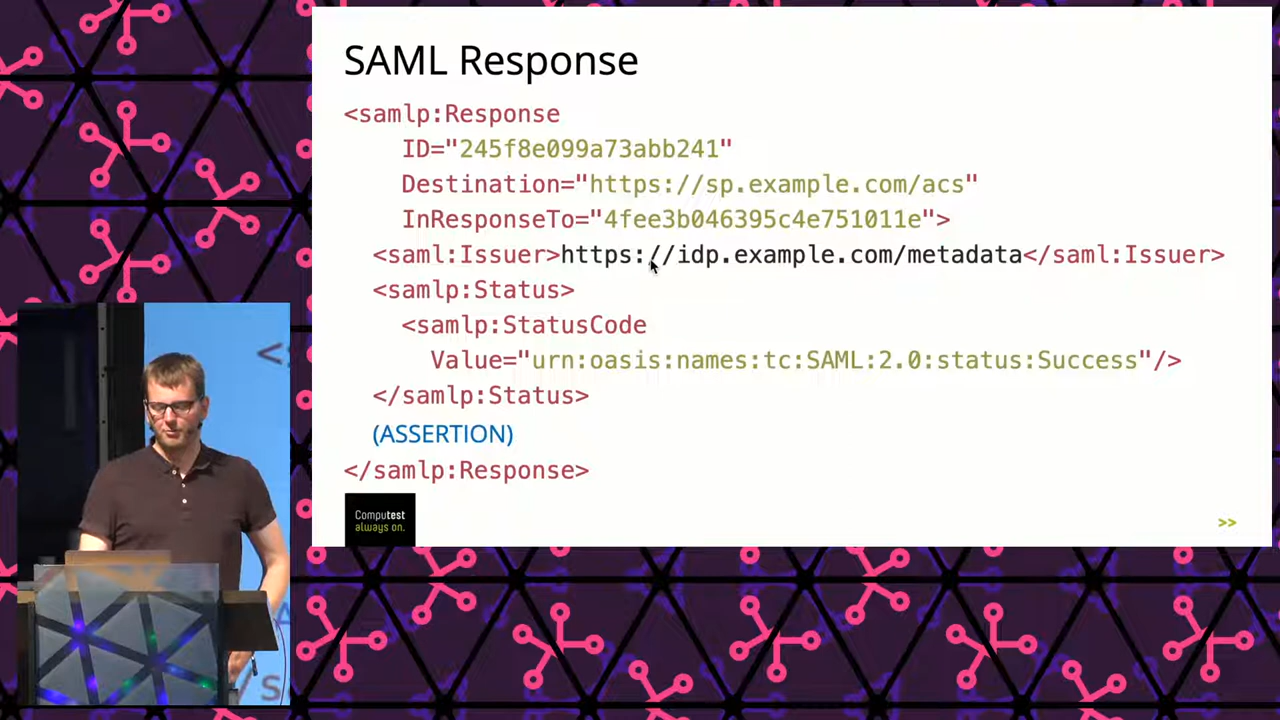 SAML Response
<samlp:Response
ID="245f8e099a73abb241"
Destination="https://sp.example.com/acs"
InResponseTo="4fee3b046395c4e751011e">
<saml:Issuer>https://idp.example.com/metadata</saml:Issuer>
<samlp:Status>
<samlp:StatusCode
Value="urn:oasis:names:tc:SAML:2.0:status:Success"/>
</samlp:Status>
(ASSERTION)
</samlp:Response>
Computest
always on.
>>